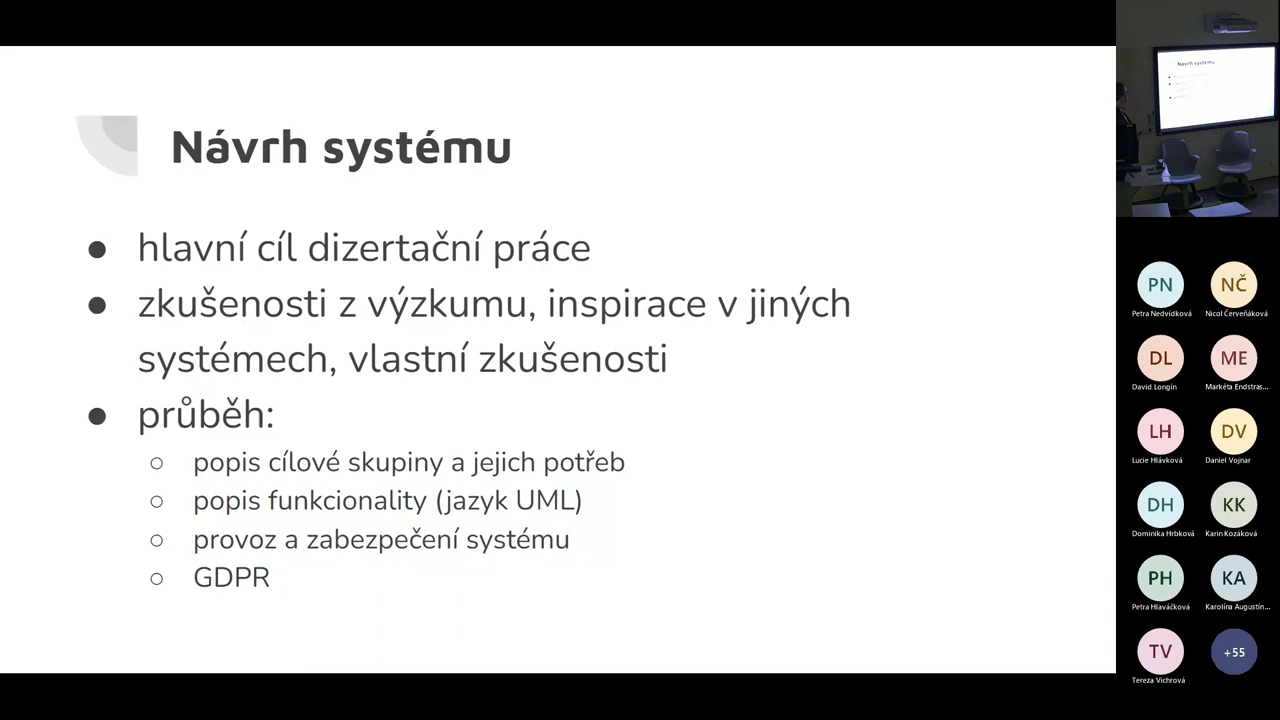 Návrh systému
● hlavní cíl dizertační práce
● zkušenosti z výzkumu, inspirace v jiných
systémech, vlastní zkušenosti
● průběh:
○ popis cílové skupiny a jejich potřeb
○ popis funkcionality (jazyk UML)
○ provoz a zabezpečení systému
○ GDPR
Návrh systému
PN
NČ
Petra Nedvídková
Nicol Červeňáková
DL
ME
David Longin
Markéta Endstras...
LH
DV
Lucie Hlávková
Daniel Vojnar
DH
KK
Dominika Hrbková
Karin Kozáková
PH
KA
Petra Hlaváčková
Karolína Augustin...
TV
+55
Tereza Vichrová